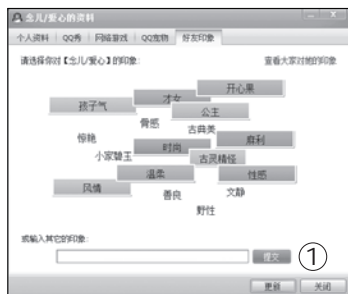 念儿/爱心的资料
个人资料 QQ秀 网络游戏 QQ宠物 好友印象
请选择你对【念儿/爱心】的印象: 查看大家对她的印象
开心果
才女
孩子气
公主
骨感
古典美
惊艳
麻利
时尚
小家碧玉
古灵精怪
温柔
性感
风情
善良
文静
野性
或输入其它的印象:
提交 ①
更新 关闭